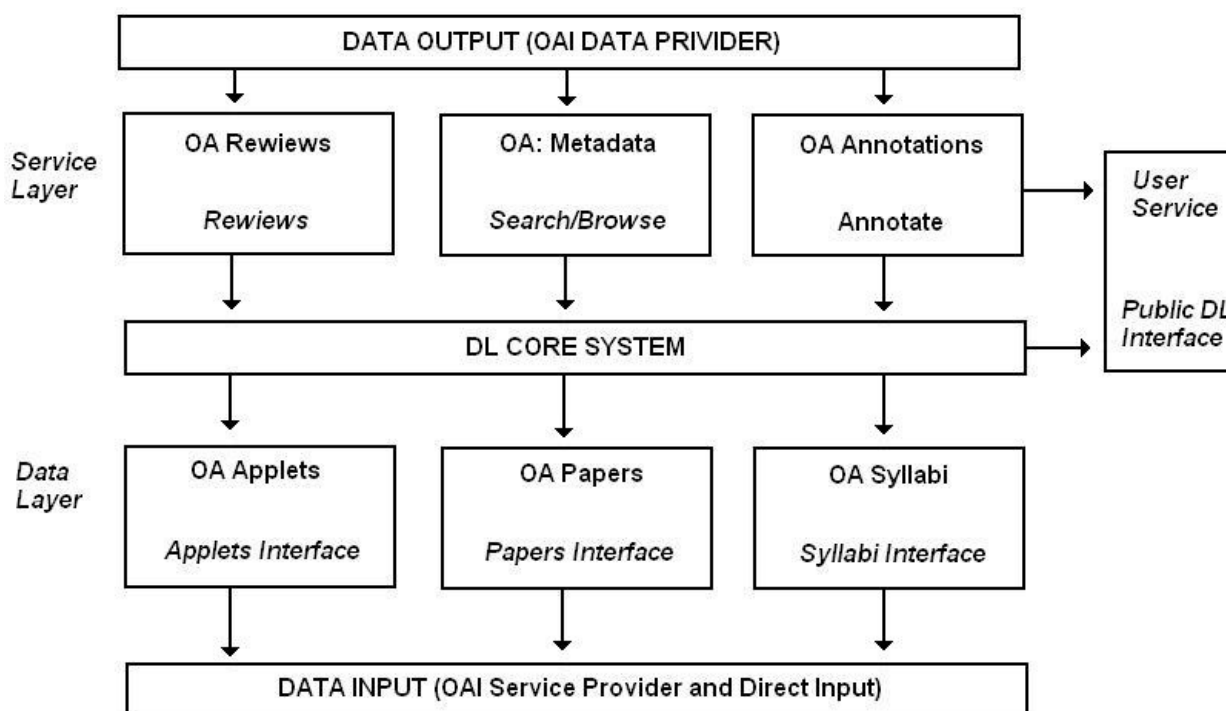 DATA OUTPUT (OAI DATA PRIVIDER)
OA Rewiews
OA: Metadata
OA Annotations
Service
Layer
Rewiews
Search/Browse
Annotate
User
Service
Public DL
Interface
DL CORE SYSTEM
OA Applets
OA Papers
OA Syllabi
Data
Layer
Applets Interface
Papers Interface
Syllabi Interface
DATA INPUT (OAI Service Provider and Direct Input)